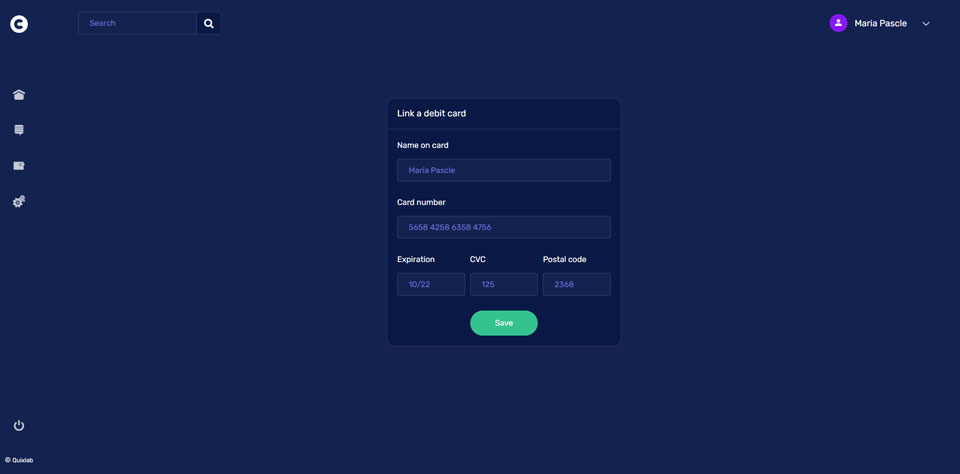 C
Search
Maria Pascle
Link a debit card
Name on card
Maria Pascle
Card number
5658 4258 6358 4756
Expiration CVC Postal code
10/22 125 2368
Save
© Quixlab